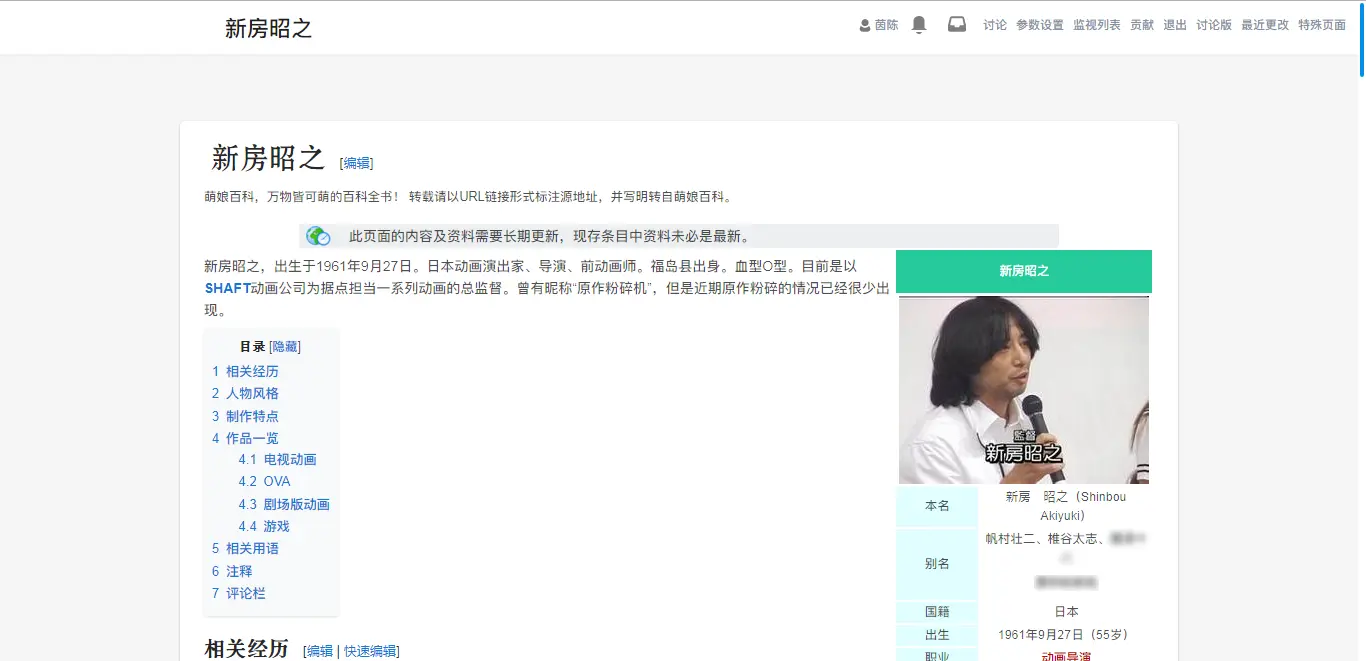 新房昭之
茵陈 讨论 参数设置 监视列表 贡献 退出 讨论版 最近更改 特殊页面
新房昭之 [编辑]
萌娘百科，万物皆可萌的百科全书！ 转载请以URL链接形式标注源地址，并写明转自萌娘百科。
此页面的内容及资料需要长期更新，现存条目中资料未必是最新。
新房昭之，出生于1961年9月27日。日本动画演出家、导演、前动画师。福岛县出身。血型O型。目前是以
SHAFT动画公司为据点担当一系列动画的总监督。曾有昵称“原作粉碎机”，但是近期原作粉碎的情况已经很少出
现。
目录 [隐藏]
1 相关经历
2 人物风格
3 制作特点
4 作品一览
4.1 电视动画
4.2 OVA
4.3 剧场版动画
4.4 游戏
5 相关用语
6 注释
7 评论栏
相关经历 [编辑 | 快速编辑]
新房昭之
監督
新房昭之
本名 新房　昭之（Shinbou
Akiyuki）
别名 帆村壮二、椎谷太志、
国籍 日本
出生 1961年9月27日（55岁）
职业 动画导演